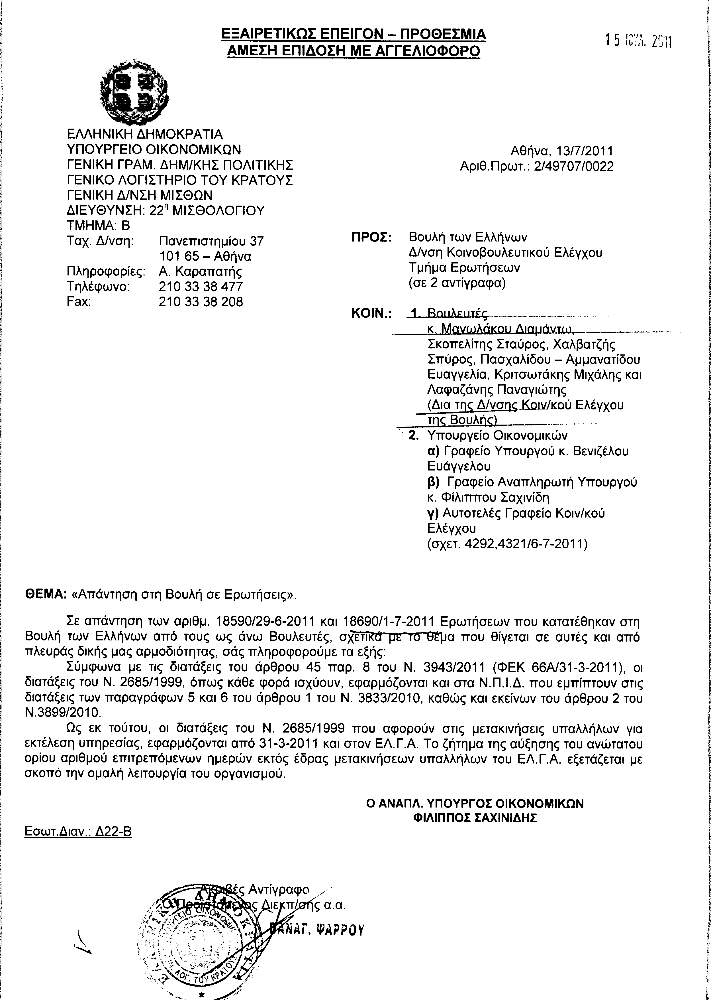 ΕΞΑΙΡΕΤΙΚΩΣ ΕΠΕΙΓΟΝ – ΠΡΟΘΕΣΜΙΑ
ΑΜΕΣΗ ΕΠΙΔΟΣΗ ΜΕ ΑΓΓΕΛΙΟΦΟΡΟ
15 ΙΟΥΛ. 2011
ΕΛΛΗΝΙΚΗ ΔΗΜΟΚΡΑΤΙΑ
ΥΠΟΥΡΓΕΙΟ ΟΙΚΟΝΟΜΙΚΩΝ
ΓΕΝΙΚΗ ΓΡΑΜ. ΔΗΜ/ΚΗΣ ΠΟΛΙΤΙΚΗΣ
ΓΕΝΙΚΟ ΛΟΓΙΣΤΗΡΙΟ ΤΟΥ ΚΡΑΤΟΥΣ
ΓΕΝΙΚΗ Δ/ΝΣΗ ΜΙΣΘΩΝ
ΔΙΕΥΘΥΝΣΗ: 22η ΜΙΣΘΟΛΟΓΙΟΥ
ΤΜΗΜΑ: Β
Ταχ. Δ/νση: Πανεπιστημίου 37
101 65 – Αθήνα
Πληροφορίες: Α. Καραπατής
Τηλέφωνο: 210 33 38 477
Fax: 210 33 38 208
Αθήνα, 13/7/2011
Αριθ.Πρωτ.: 2/49707/0022
ΠΡΟΣ: Βουλή των Ελλήνων
Δ/νση Κοινοβουλευτικού Ελέγχου
Τμήμα Ερωτήσεων
(σε 2 αντίγραφα)
ΚΟΙΝ.: 1. Βουλευτές
κ. Μανωλάκου Διαμάντω,
Σκοπελίτης Σταύρος, Χαλβατζής
Σπύρος, Πασχαλίδου – Αμμανατίδου
Ευαγγελία, Κριτσωτάκης Μιχάλης και
Λαφαζάνης Παναγιώτης
(Δια της Δ/νσης Κοιν/κού Ελέγχου
της Βουλής)
2. Υπουργείο Οικονομικών
α) Γραφείο Υπουργού κ. Βενιζέλου
Ευάγγελου
β) Γραφείο Αναπληρωτή Υπουργού
κ. Φίλιππου Σαχινίδη
γ) Αυτοτελές Γραφείο Κοιν/κού
Ελέγχου
(σχετ. 4292,4321/6-7-2011)
ΘΕΜΑ: «Απάντηση στη Βουλή σε Ερωτήσεις».
Σε απάντηση των αριθμ. 18590/29-6-2011 και 18690/1-7-2011 Ερωτήσεων που κατατέθηκαν στη
Βουλή των Ελλήνων από τους ως άνω Βουλευτές, σχετικά με το θέμα που θίγεται σε αυτές και από
πλευράς δικής μας αρμοδιότητας, σάς πληροφορούμε τα εξής:
Σύμφωνα με τις διατάξεις του άρθρου 45 παρ. 8 του Ν. 3943/2011 (ΦΕΚ 66Α/31-3-2011), οι
διατάξεις του Ν. 2685/1999, όπως κάθε φορά ισχύουν, εφαρμόζονται και στα Ν.Π.Ι.Δ. που εμπίπτουν στις
διατάξεις των παραγράφων 5 και 6 του άρθρου 1 του Ν. 3833/2010, καθώς και εκείνων του άρθρου 2 του
Ν.3899/2010.
Ως εκ τούτου, οι διατάξεις του Ν. 2685/1999 που αφορούν στις μετακινήσεις υπαλλήλων για
εκτέλεση υπηρεσίας, εφαρμόζονται από 31-3-2011 και στον ΕΛ.Γ.Α. Το ζήτημα της αύξησης του ανώτατου
ορίου αριθμού επιτρεπόμενων ημερών εκτός έδρας μετακινήσεων υπαλλήλων του ΕΛ.Γ.Α. εξετάζεται με
σκοπό την ομαλή λειτουργία του οργανισμού.
Ο ΑΝΑΠΛ. ΥΠΟΥΡΓΟΣ ΟΙΚΟΝΟΜΙΚΩΝ
ΦΙΛΙΠΠΟΣ ΣΑΧΙΝΙΔΗΣ
Εσωτ.Διαν.: Δ22-Β
Ακριβές Αντίγραφο
Ο Προϊστάμενος Διεκπ/σης α.α.
ΠΑΝΑΓ. ΨΑΡΡΟΥ
ΕΛΛΗΝΙΚΗ ΔΗΜΟΚΡΑΤΙΑ
ΥΠΟΥΡΓΕΙΟ ΟΙΚΟΝΟΜΙΚ
ΛΟΓ. ΤΟΥ ΚΡΑΤΟΥΣ